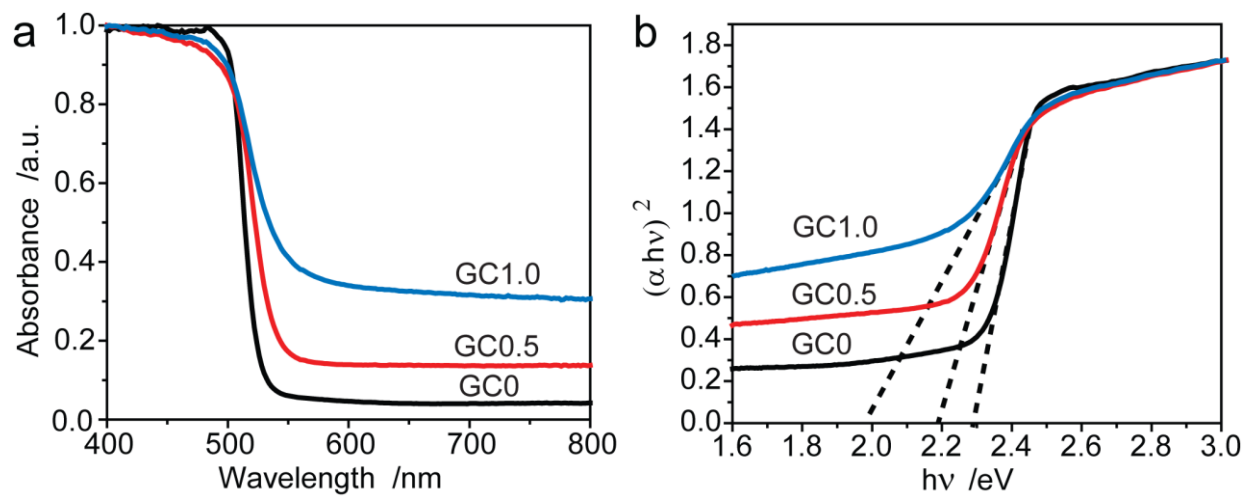 a
Absorbance /a.u.
1.0
0.8
0.6
0.4
0.2
0.0
GC1.0
GC0.5
GC0
400 500 600 700 800
Wavelength /nm
b
(αhν)²
1.8
1.6
1.4
1.2
1.0
0.8
0.6
0.4
0.2
0.0
GC1.0
GC0.5
GC0
1.6 1.8 2.0 2.2 2.4 2.6 2.8 3.0
hν /eV